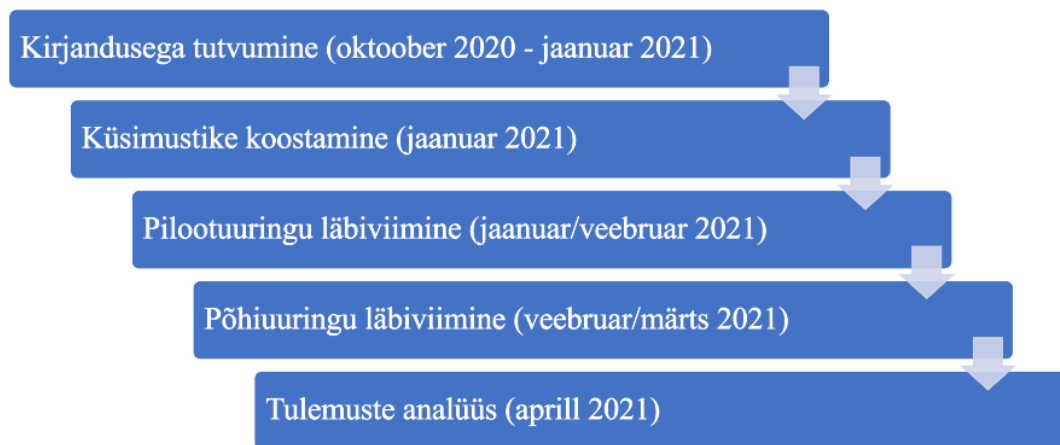 Kirjandusega tutvumine (oktoober 2020 - jaanuar 2021)
Küsimustike koostamine (jaanuar 2021)
Pilootuuringu läbiviimine (jaanuar/veebruar 2021)
Põhiuuringu läbiviimine (veebruar/märts 2021)
Tulemuste analüüs (aprill 2021)